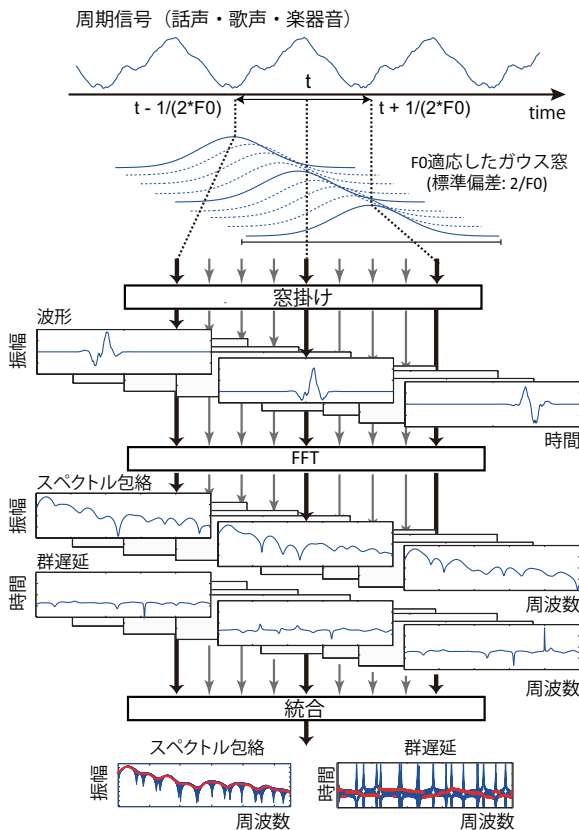 周期信号(話声・歌声・楽器音)
t
t - 1/(2*F0)
t + 1/(2*F0)
time
F0適応したガウス窓
(標準偏差: 2/F0)
窓掛け
波形
振幅
時間
FFT
スペクトル包絡
振幅
周波数
群遅延
時間
周波数
統合
スペクトル包絡
振幅
周波数
群遅延
時間
周波数